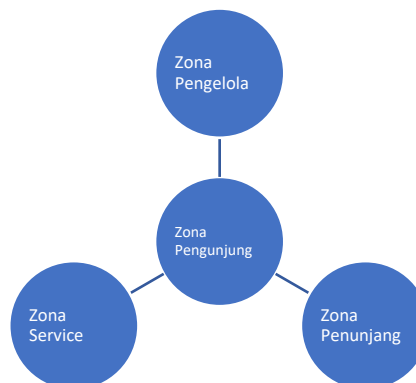 Zona
Pengelola
Zona
Pengunjung
Zona
Service
Zona
Penunjang